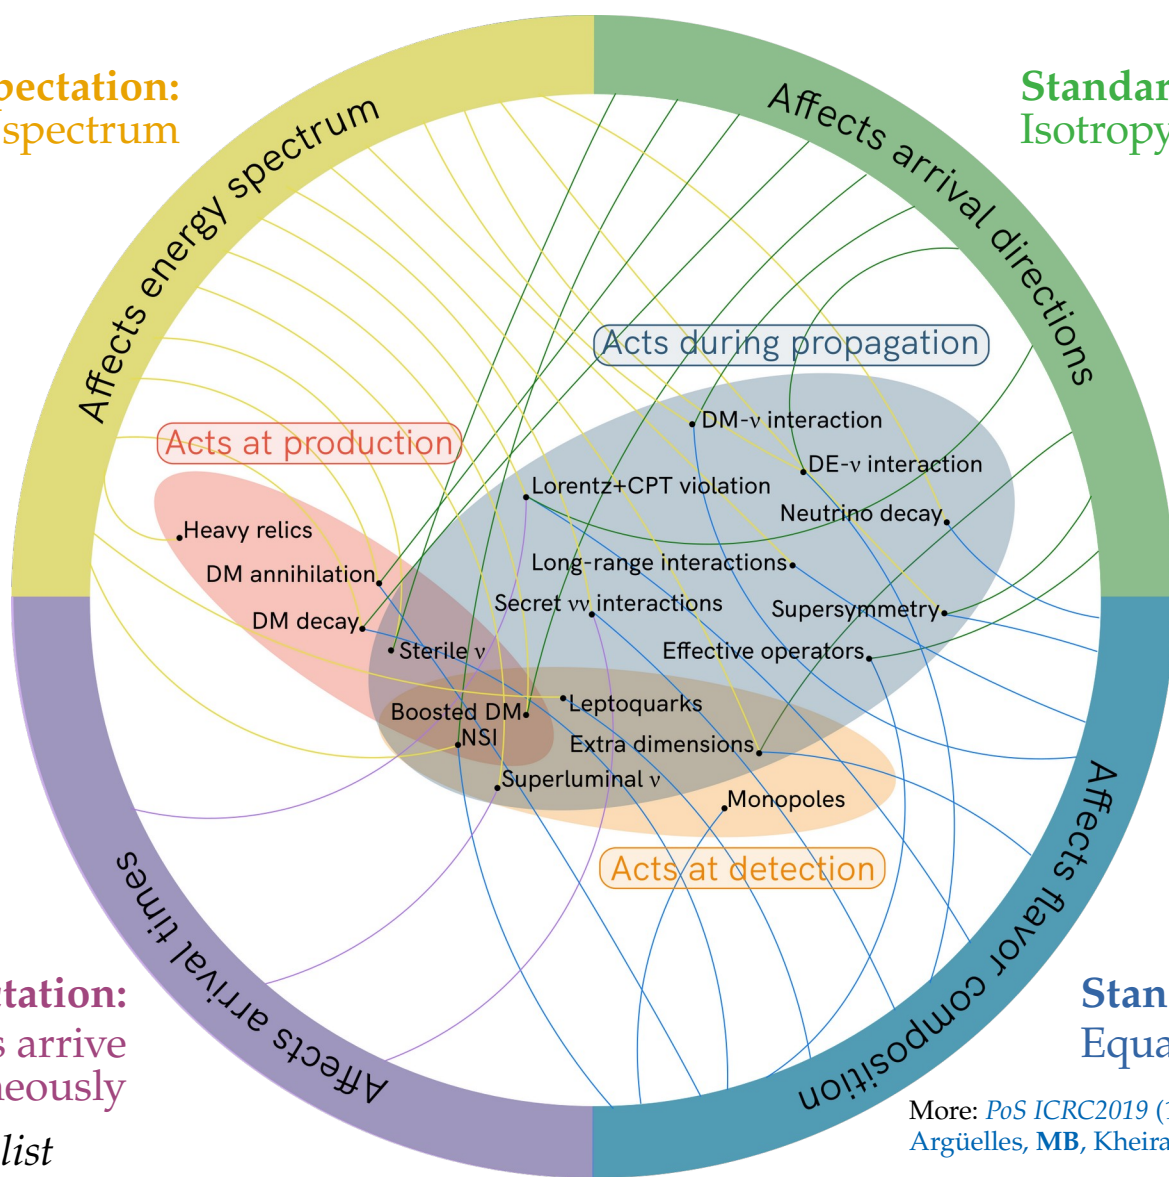 pectation:
spectrum
Standar
Isotropy
Affects energy spectrum
Affects arrival directions
Acts during propagation
DM-ν interaction
Acts at production
DE-ν interaction
Lorentz+CPT violation
Neutrino decay
Heavy relics
Long-range interactions
DM annihilation
Secret νν interactions
Supersymmetry
DM decay
Sterile ν
Effective operators
Leptoquarks
Boosted DM
NSI
Extra dimensions
Superluminal ν
Monopoles
Acts at detection
Affects arrival times
Affects flavor composition
tation:
s arrive
neously
list
Stan
Equa
More: PoS ICRC2019 (1
Argüelles, MB, Kheira